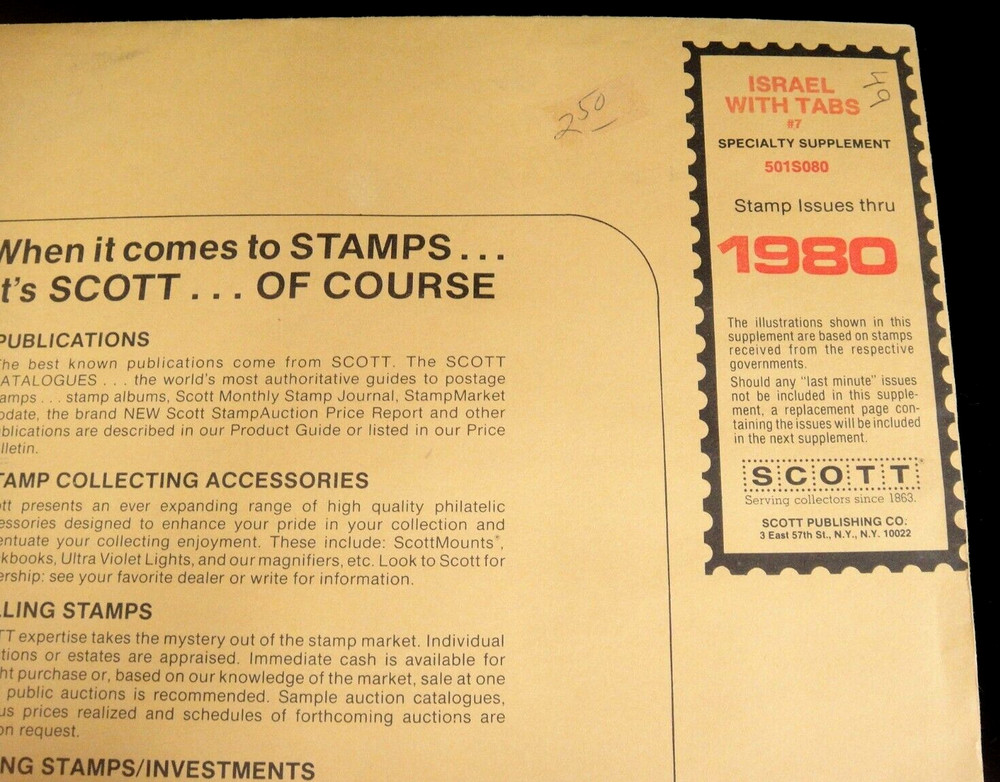 2 50
ISRAEL
WITH TABS
49
#7
SPECIALTY SUPPLEMENT
501S080
Stamp Issues thru
1980
The illustrations shown in this
supplement are based on stamps
received from the respective
governments.
Should any "last minute" issues
not be included in this supple-
ment, a replacement page con-
taining the issues will be included
in the next supplement.
SCOTT
Serving collectors since 1863.
SCOTT PUBLISHING CO.
3 East 57th St., N.Y., N.Y. 10022
When it comes to STAMPS...
t's SCOTT... OF COURSE
PUBLICATIONS
he best known publications come from SCOTT. The SCOTT
ATALOGUES... the world's most authoritative guides to postage
amps... stamp albums, Scott Monthly Stamp Journal, StampMarket
pdate, the brand NEW Scott StampAuction Price Report and other
blications are described in our Product Guide or listed in our Price
lletin.
TAMP COLLECTING ACCESSORIES
ott presents an ever expanding range of high quality philatelic
essories designed to enhance your pride in your collection and
entuate your collecting enjoyment. These include: ScottMounts*,
kbooks, Ultra Violet Lights, and our magnifiers, etc. Look to Scott for
ership: see your favorite dealer or write for information.
LLING STAMPS
TT expertise takes the mystery out of the stamp market. Individual
tions or estates are appraised. Immediate cash is available for
ht purchase or, based on our knowledge of the market, sale at one
public auctions is recommended. Sample auction catalogues,
us prices realized and schedules of forthcoming auctions are
on request.
NG STAMPS/INVESTMENTS